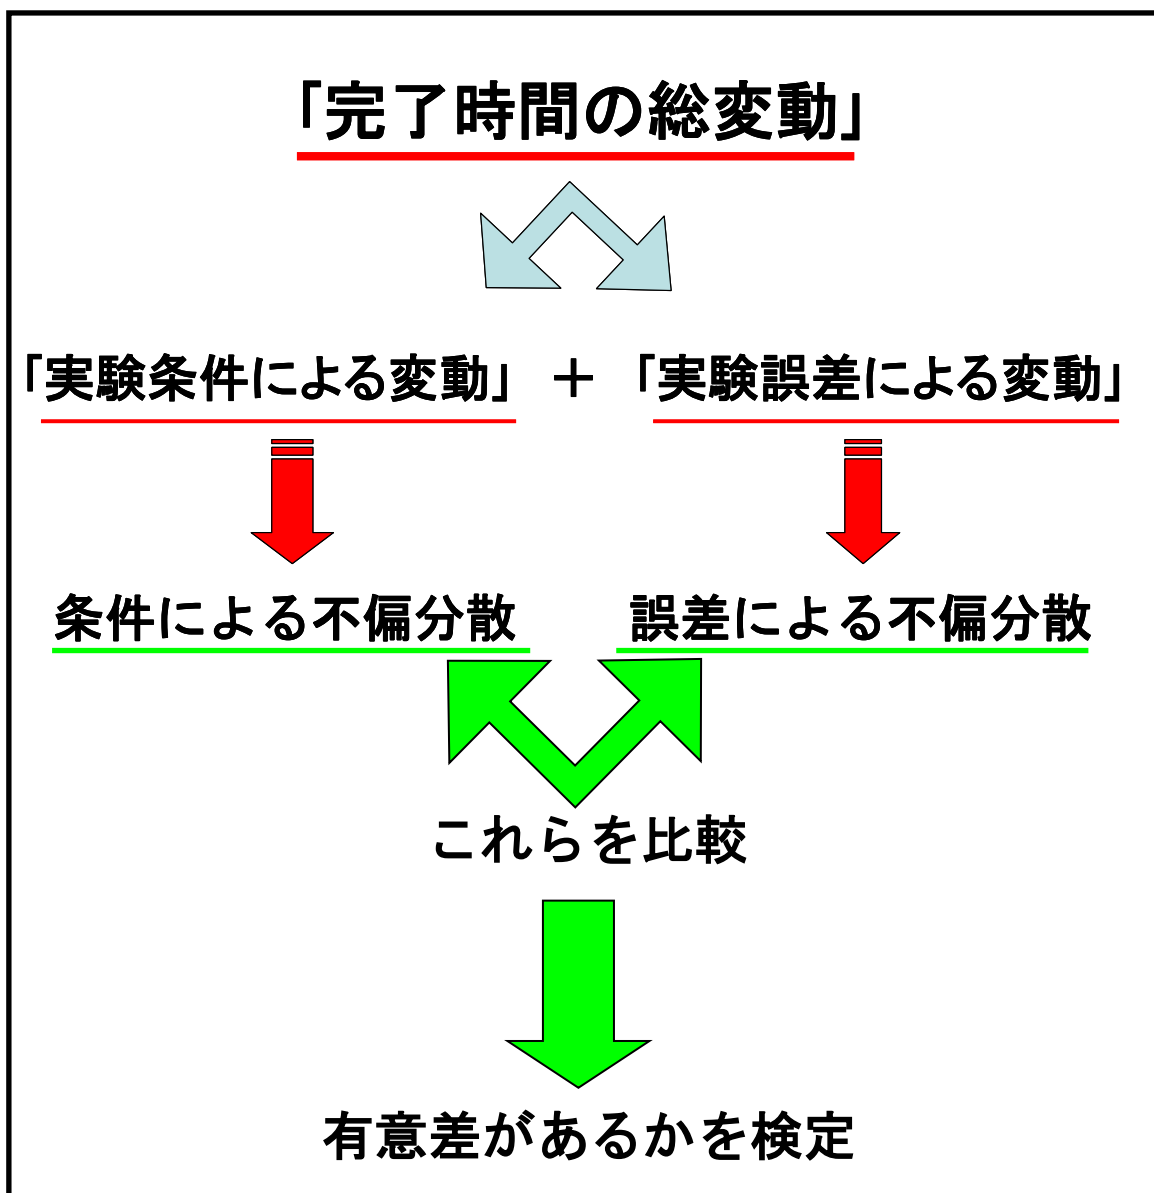 「完了時間の総変動」
「実験条件による変動」 + 「実験誤差による変動」
条件による不偏分散 誤差による不偏分散
これらを比較
有意差があるかを検定